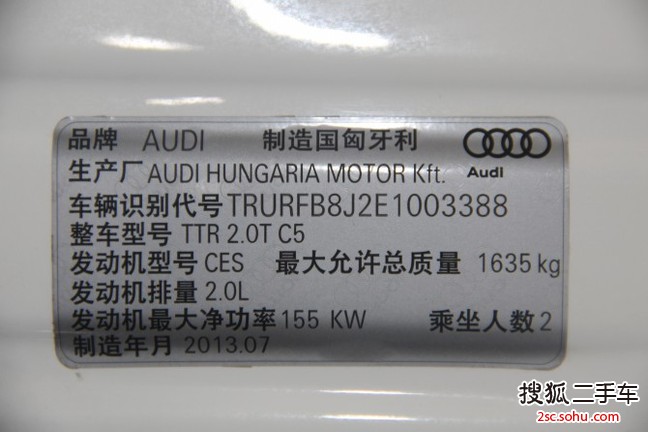 品牌 AUDI 制造国匈牙利
生产厂 AUDI HUNGARIA MOTOR Kft. Audi
车辆识别代号 TRURFB8J2E1003388
整车型号 TTR 2.0T C5
发动机型号 CES 最大允许总质量 1635 kg
发动机排量 2.0L
发动机最大净功率 155 KW 乘坐人数 2
制造年月 2013.07
搜狐二手车
2sc.sohu.com